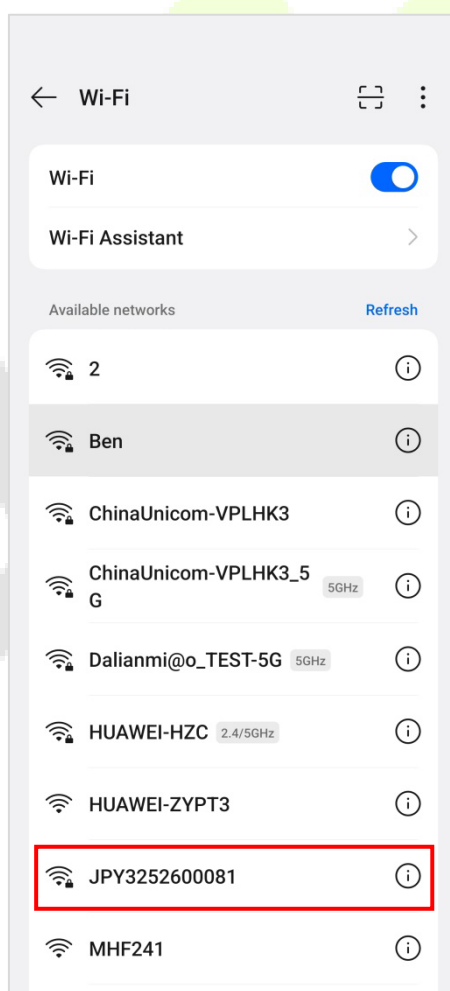 Wi-Fi
Wi-Fi
Wi-Fi Assistant
Available networks Refresh
2
Ben
ChinaUnicom-VPLHK3
ChinaUnicom-VPLHK3_5
G 5GHz
Dalianmi@o_TEST-5G 5GHz
HUAWEI-HZC 2.4/5GHz
HUAWEI-ZYPT3
JPY3252600081
MHF241